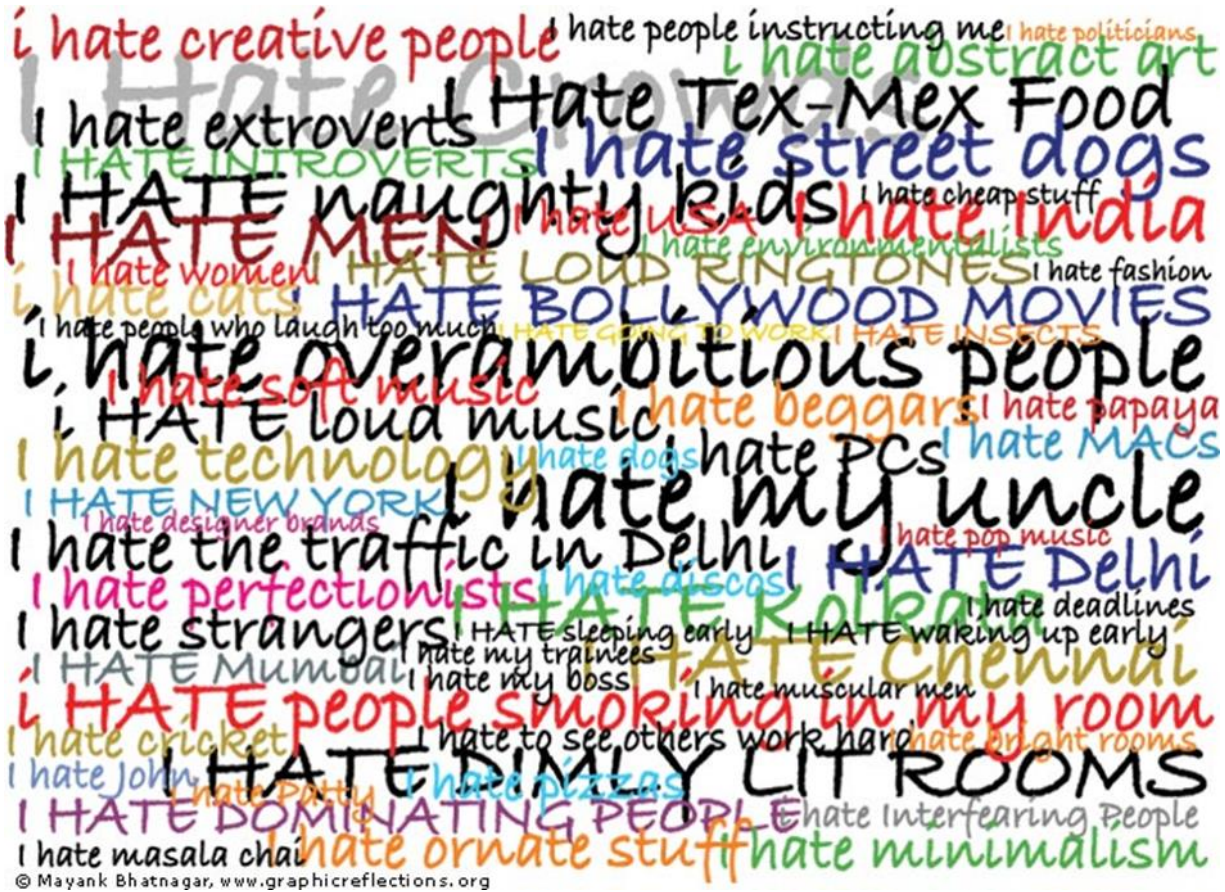 i hate creative people
I hate people instructing me
I hate politicians
i hate abstract art
I Hate Crowds
I Hate Tex-Mex Food
I hate extroverts
I hate street dogs
I HATE INTROVERTS
I HATE naughty kids
I hate cheap stuff
I hate USA
I hate India
I HATE MEN
I hate environmentalists
I hate women
I HATE LOUD RINGTONES
I hate fashion
i hate cats
I HATE BOLLYWOOD MOVIES
I hate people who laugh too much
I HATE GOING TO WORK
I HATE INSECTS
i hate overambitious people
I hate soft music
I hate beggars
I hate papaya
i HATE loud music
I hate PCs
I hate MACs
I hate technology
I hate dogs
I hate my uncle
I HATE NEW YORK
I hate designer brands
I hate the traffic in Delhi
I hate pop music
I HATE Delhi
I hate perfectionists
I hate discos
I HATE Kolkata
I hate deadlines
I hate strangers
I HATE sleeping early
I HATE waking up early
I hate my trainees
I HATE Chennai
I HATE Mumbai
I hate my boss
I hate muscular men
i HATE people smoking in my room
I hate cricket
I hate to see others work hard
I hate bright rooms
I hate John
I HATE DIMLY LIT ROOMS
I hate Patty
I hate pizzas
I HATE DOMINATING PEOPLE
I hate Interfearing People
I hate masala chai
I hate ornate stuff
I hate minimalism
© Mayank Bhatnagar, www.graphicreflections.org